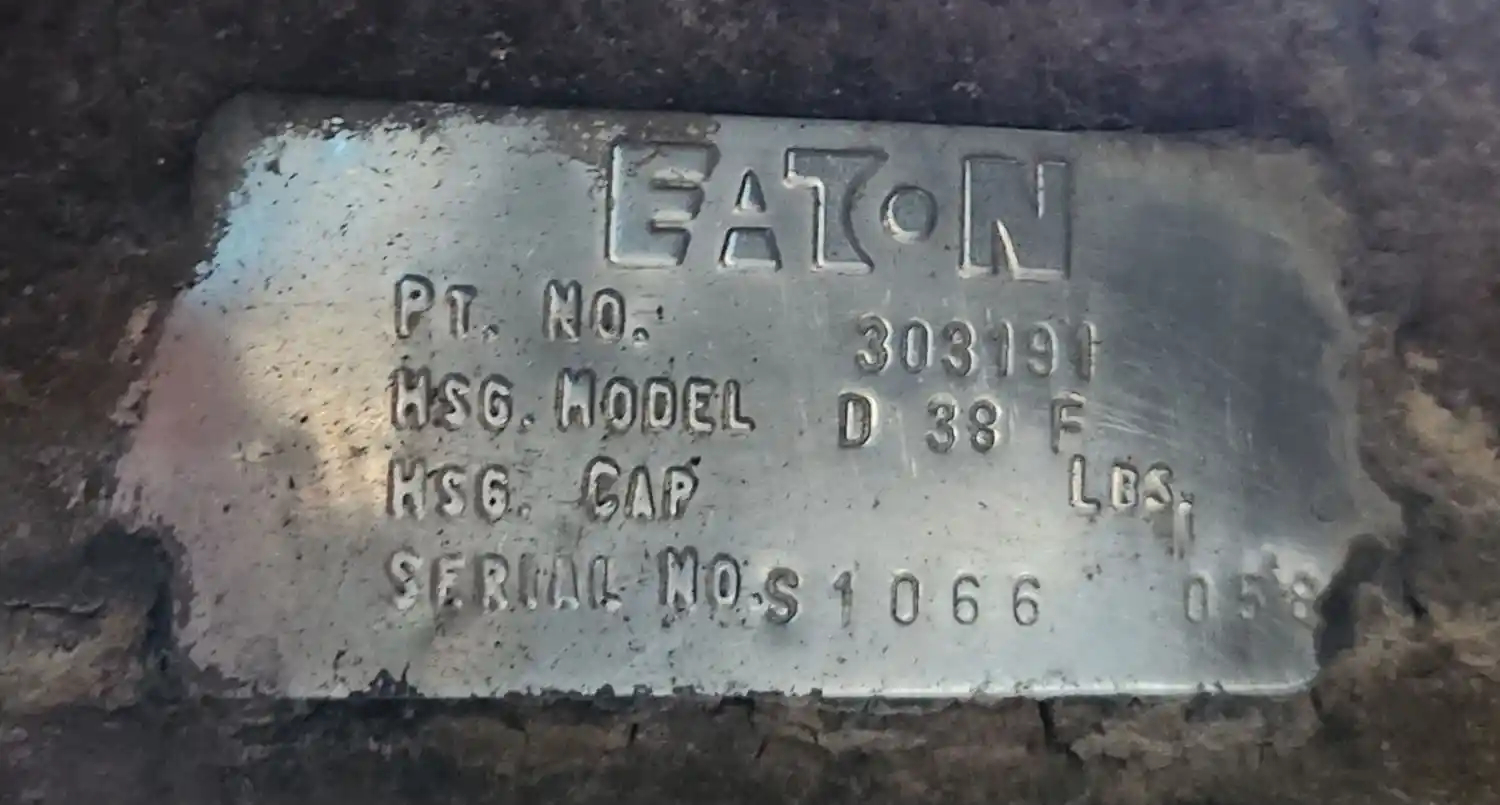 EATON
PT. NO. 303191
HSG. MODEL D 38 F
HSG. CAP LBS.
SERIAL NO. S 1066